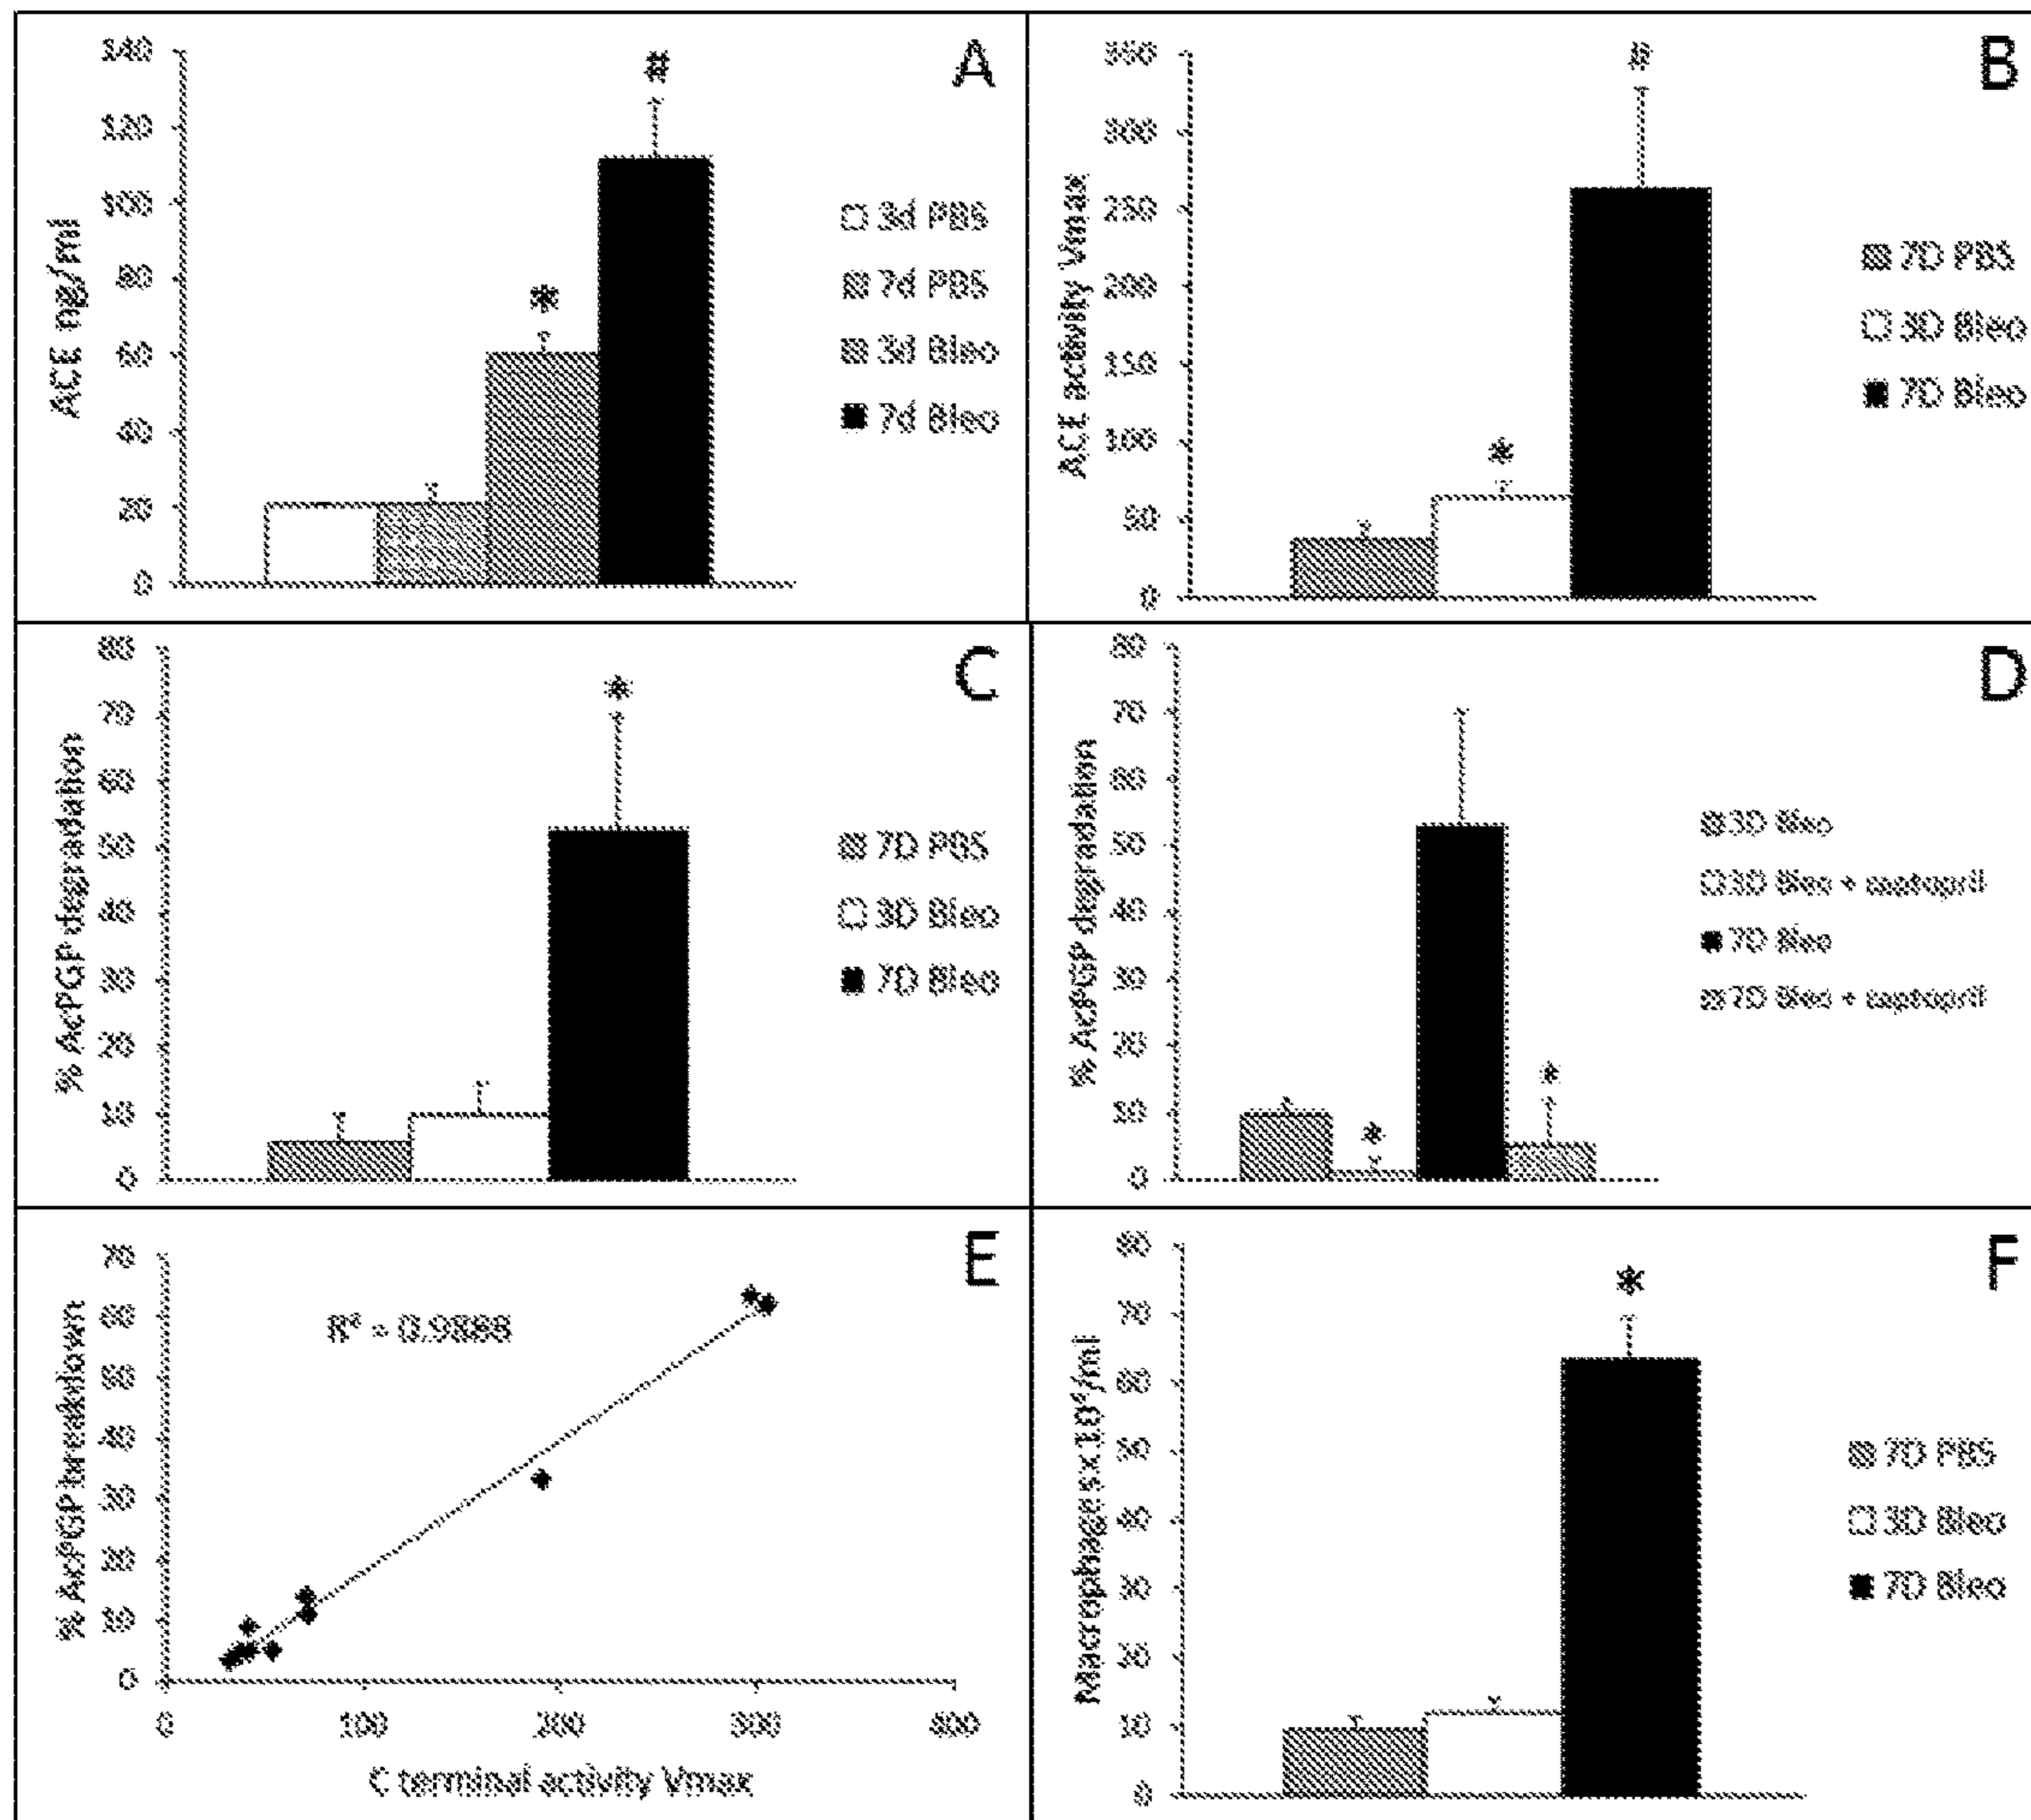 A
#
*
ACE ng/ml
140
120
100
80
60
40
20
0
3d PBS
7d PBS
3d Bleo
7d Bleo
B
#
*
ACE activity Vmax
350
300
250
200
150
100
50
0
7D PBS
3D Bleo
7D Bleo
C
*
% AcPGP degradation
80
70
60
50
40
30
20
10
0
7D PBS
3D Bleo
7D Bleo
D
*
*
% AcPGP degradation
80
70
60
50
40
30
20
10
0
3D Bleo
3D Bleo + captopril
7D Bleo
7D Bleo + captopril
E
R² = 0.9888
% AcPGP breakdown
70
60
50
40
30
20
10
0
0 100 200 300 400
C terminal activity Vmax
F
*
80
70
60
50
40
30
20
10
0
7D PBS
3D Bleo
7D Bleo